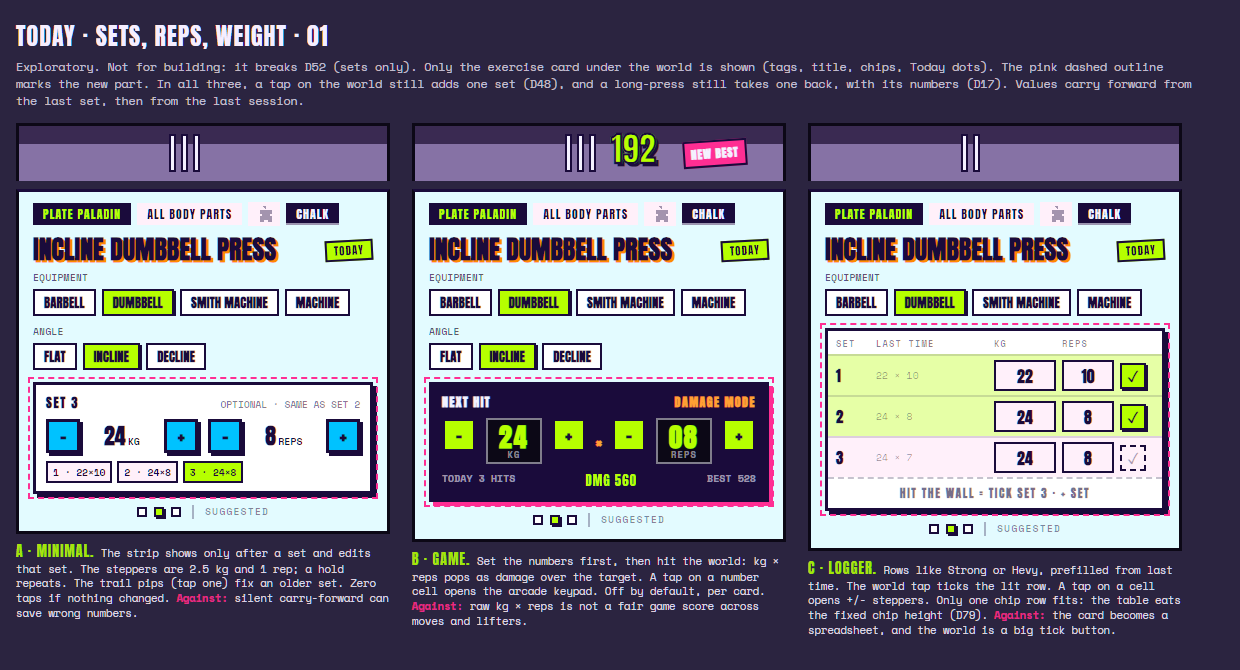 TODAY · SETS, REPS, WEIGHT · 01
Exploratory. Not for building: it breaks D52 (sets only). Only the exercise card under the world is shown (tags, title, chips, Today dots). The pink dashed outline
marks the new part. In all three, a tap on the world still adds one set (D48), and a long-press still takes one back, with its numbers (D17). Values carry forward from
the last set, then from the last session.
PLATE PALADIN ALL BODY PARTS CHALK
INCLINE DUMBBELL PRESS TODAY
EQUIPMENT
BARBELL DUMBBELL SMITH MACHINE MACHINE
ANGLE
FLAT INCLINE DECLINE
SET 3 OPTIONAL · SAME AS SET 2
- 24 KG + - 8 REPS +
1 · 22×10 2 · 24×8 3 · 24×8
SUGGESTED
A · MINIMAL. The strip shows only after a set and edits
that set. The steppers are 2.5 kg and 1 rep; a hold
repeats. The trail pips (tap one) fix an older set. Zero
taps if nothing changed. Against: silent carry-forward can
save wrong numbers.
192 NEW BEST
PLATE PALADIN ALL BODY PARTS CHALK
INCLINE DUMBBELL PRESS TODAY
EQUIPMENT
BARBELL DUMBBELL SMITH MACHINE MACHINE
ANGLE
FLAT INCLINE DECLINE
NEXT HIT DAMAGE MODE
- 24 KG + × - 08 REPS +
TODAY 3 HITS DMG 560 BEST 528
SUGGESTED
B · GAME. Set the numbers first, then hit the world: kg ×
reps pops as damage over the target. A tap on a number
cell opens the arcade keypad. Off by default, per card.
Against: raw kg × reps is not a fair game score across
moves and lifters.
PLATE PALADIN ALL BODY PARTS CHALK
INCLINE DUMBBELL PRESS TODAY
EQUIPMENT
BARBELL DUMBBELL SMITH MACHINE MACHINE
SET LAST TIME KG REPS
1 22 × 10 22 10 ✓
2 24 × 8 24 8 ✓
3 24 × 7 24 8 ✓
HIT THE WALL = TICK SET 3 · + SET
SUGGESTED
C · LOGGER. Rows like Strong or Hevy, prefilled from last
time. The world tap ticks the lit row. A tap on a cell
opens +/- steppers. Only one chip row fits: the table eats
the fixed chip height (D79). Against: the card becomes a
spreadsheet, and the world is a big tick button.